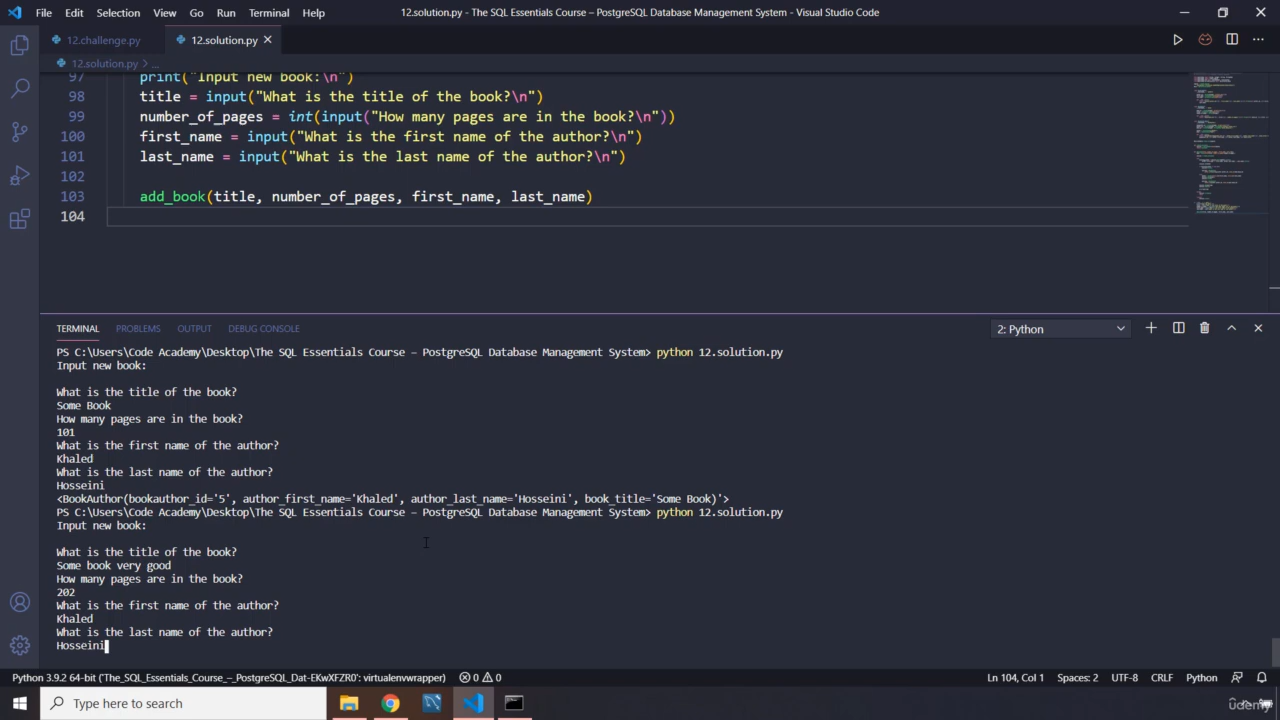 File Edit Selection View Go Run Terminal Help 12.solution.py - The SQL Essentials Course – PostgreSQL Database Management System - Visual Studio Code
12.challenge.py 12.solution.py
12.solution.py > ...
97 print("Input new book:\n")
98 title = input("What is the title of the book?\n")
99 number_of_pages = int(input("How many pages are in the book?\n"))
100 first_name = input("What is the first name of the author?\n")
101 last_name = input("What is the last name of the author?\n")
102
103 add_book(title, number_of_pages, first_name, last_name)
104
TERMINAL PROBLEMS OUTPUT DEBUG CONSOLE 2: Python
PS C:\Users\Code Academy\Desktop\The SQL Essentials Course – PostgreSQL Database Management System> python 12.solution.py
Input new book:
What is the title of the book?
Some Book
How many pages are in the book?
101
What is the first name of the author?
Khaled
What is the last name of the author?
Hosseini
<BookAuthor(bookauthor_id='5', author_first_name='Khaled', author_last_name='Hosseini', book_title='Some Book)'>
PS C:\Users\Code Academy\Desktop\The SQL Essentials Course – PostgreSQL Database Management System> python 12.solution.py
Input new book:
What is the title of the book?
Some book very good
How many pages are in the book?
202
What is the first name of the author?
Khaled
What is the last name of the author?
Hosseini
Python 3.9.2 64-bit ('The_SQL_Essentials_Course_–_PostgreSQL_Dat-EKwXFZR0': virtualenvwrapper) 0 0 Ln 104, Col 1 Spaces: 2 UTF-8 CRLF Python
Type here to search
udemy